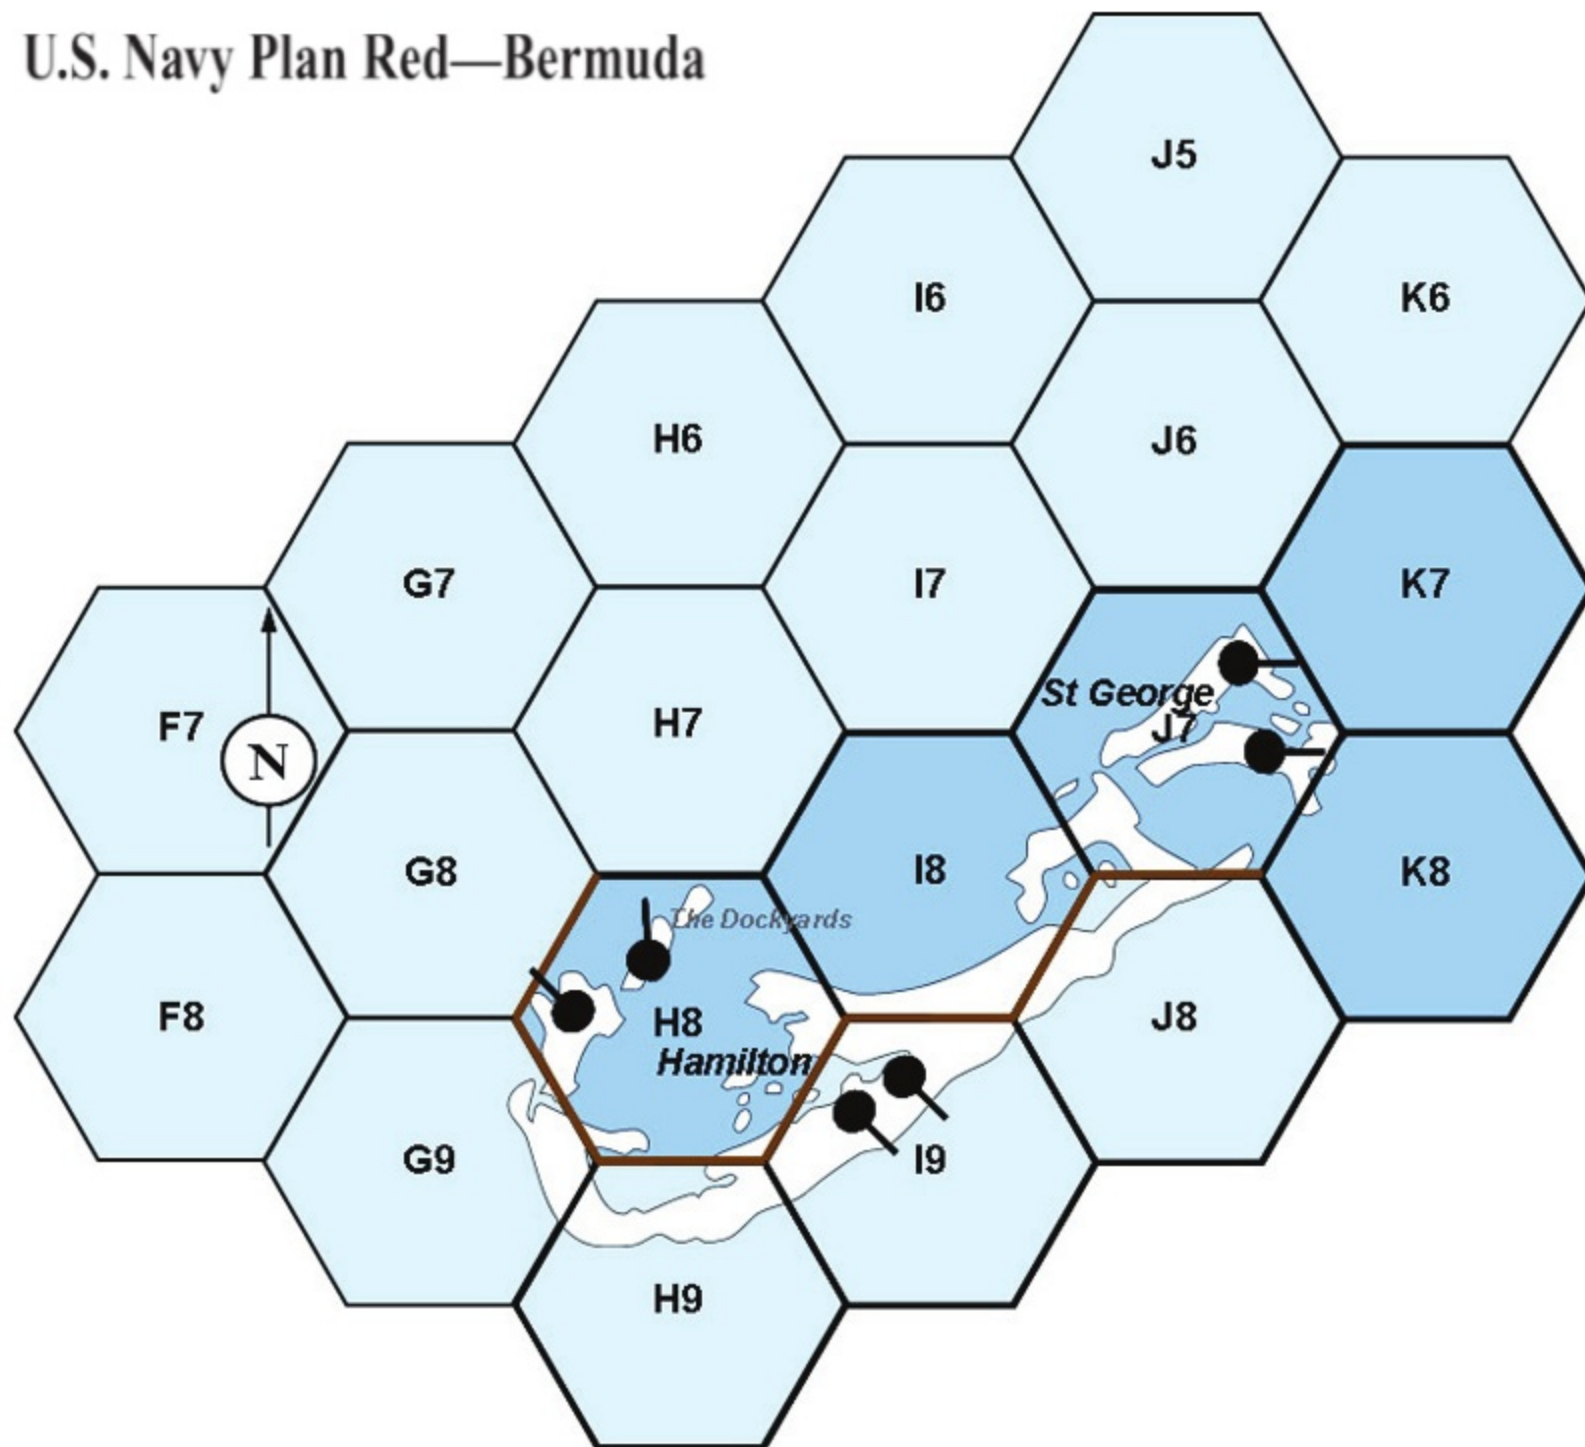 U.S. Navy Plan Red—Bermuda
J5
I6
K6
H6
J6
G7
I7
K7
F7
N
H7
St George
J7
G8
I8
K8
The Dockyards
F8
H8
J8
Hamilton
G9
I9
H9